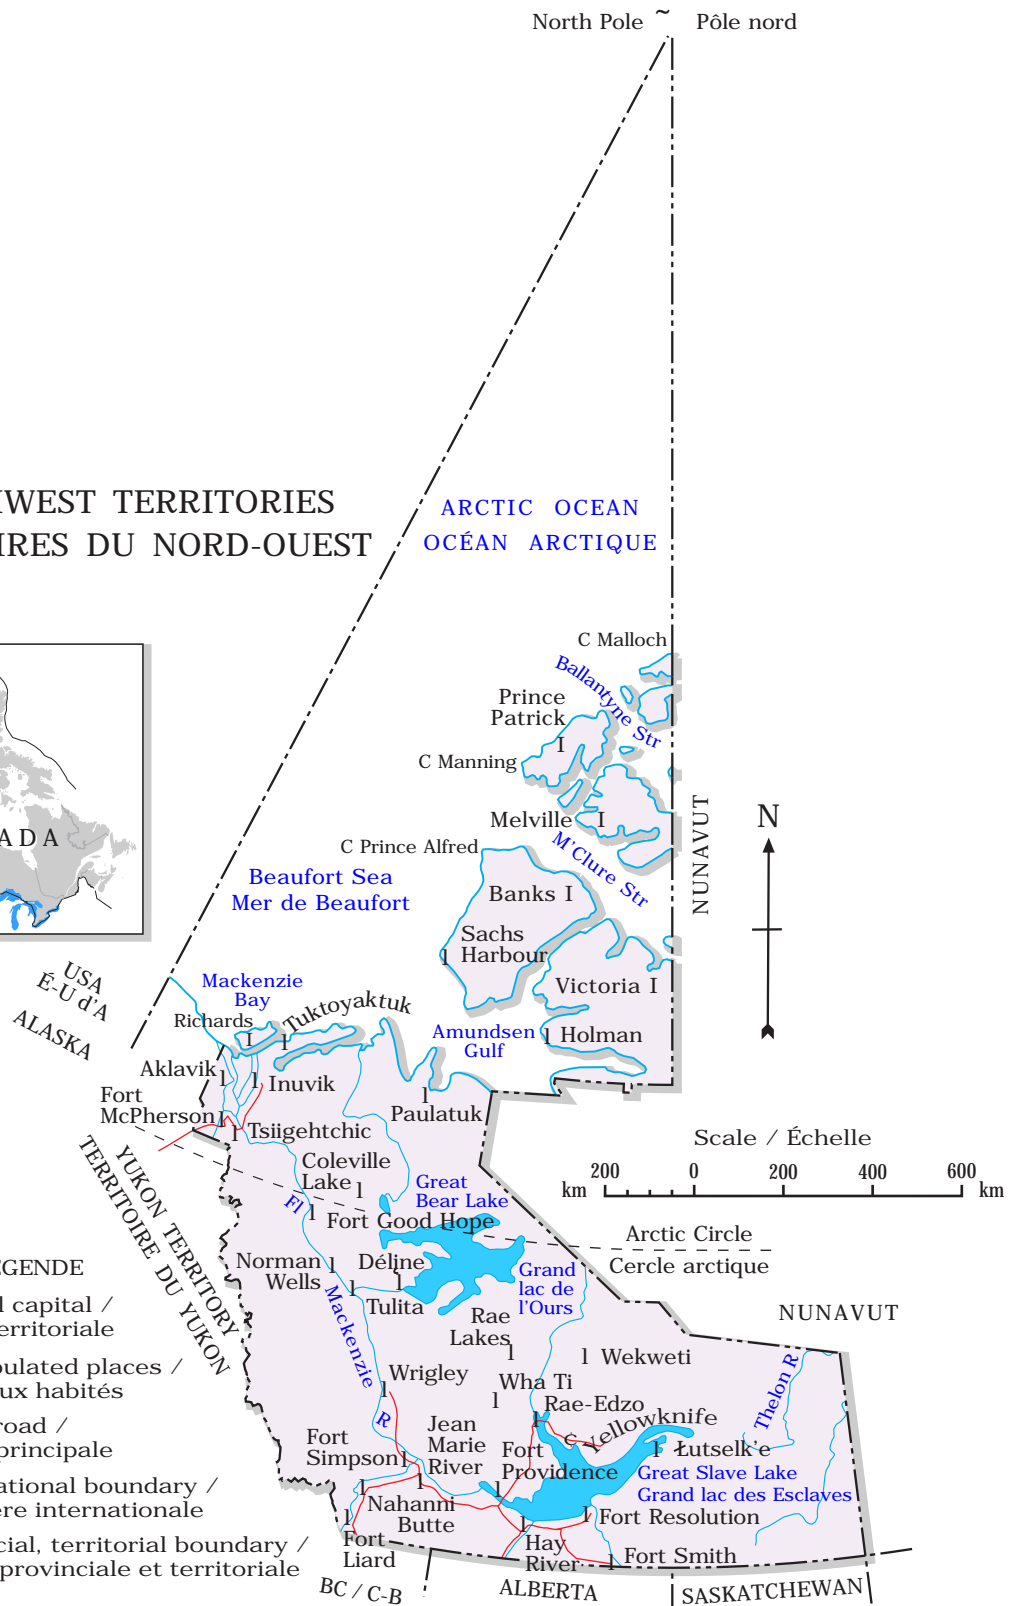 North Pole ~ Pôle nord
WEST TERRITORIES
IRES DU NORD-OUEST
ARCTIC OCEAN
OCÉAN ARCTIQUE
C Malloch
Ballantyne Str
Prince
Patrick
I
C Manning
Melville I
M'Clure Str
NUNAVUT
N
ADA
C Prince Alfred
Beaufort Sea
Mer de Beaufort
Banks I
Sachs
Harbour
Victoria I
USA
É-U d'A
ALASKA
Mackenzie
Bay
Richards
I
Tuktoyaktuk
Amundsen
Gulf
Holman
Aklavik
Inuvik
Fort
McPherson
Paulatuk
Tsiigehtchic
YUKON TERRITORY
TERRITOIRE DU YUKON
Scale / Échelle
200 0 200 400 600
km km
Coleville
Lake
Great
Bear Lake
Fl
Fort Good Hope
Arctic Circle
Cercle arctique
Norman
Wells
Déline
Grand
lac de
l'Ours
Tulita
Mackenzie
R
Rae
Lakes
NUNAVUT
GENDE
l capital /
erritoriale
pulated places /
ux habités
road /
principale
ational boundary /
ère internationale
cial, territorial boundary /
provinciale et territoriale
Wekweti
Wrigley
Wha Ti
Thelon R
Rae-Edzo
Yellowknife
Jean
Marie
River
Fort
Simpson
Fort
Providence
Łutselk'e
Great Slave Lake
Grand lac des Esclaves
Nahanni
Butte
Fort Resolution
Fort
Liard
Hay
River
Fort Smith
BC / C-B
ALBERTA
SASKATCHEWAN